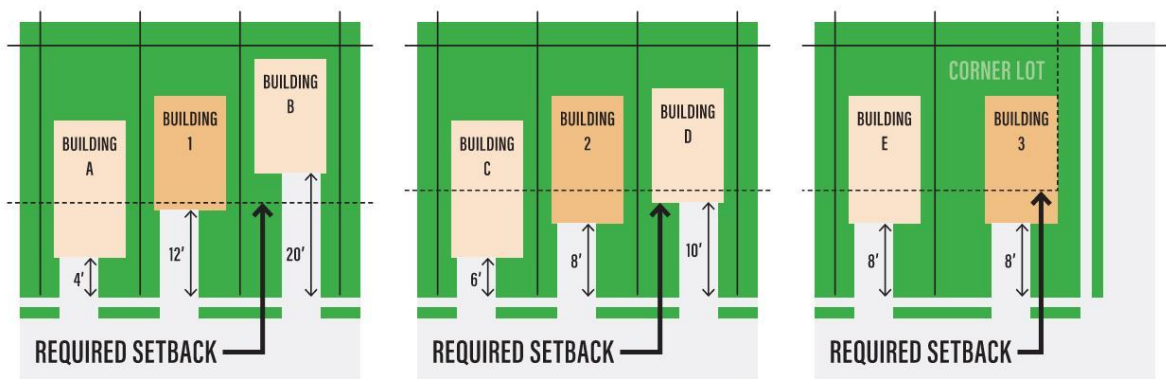 BUILDING
A
BUILDING
1
BUILDING
B
4'
12'
20'
REQUIRED SETBACK
BUILDING
C
BUILDING
2
BUILDING
D
6'
8'
10'
REQUIRED SETBACK
CORNER LOT
BUILDING
E
BUILDING
3
8'
8'
REQUIRED SETBACK